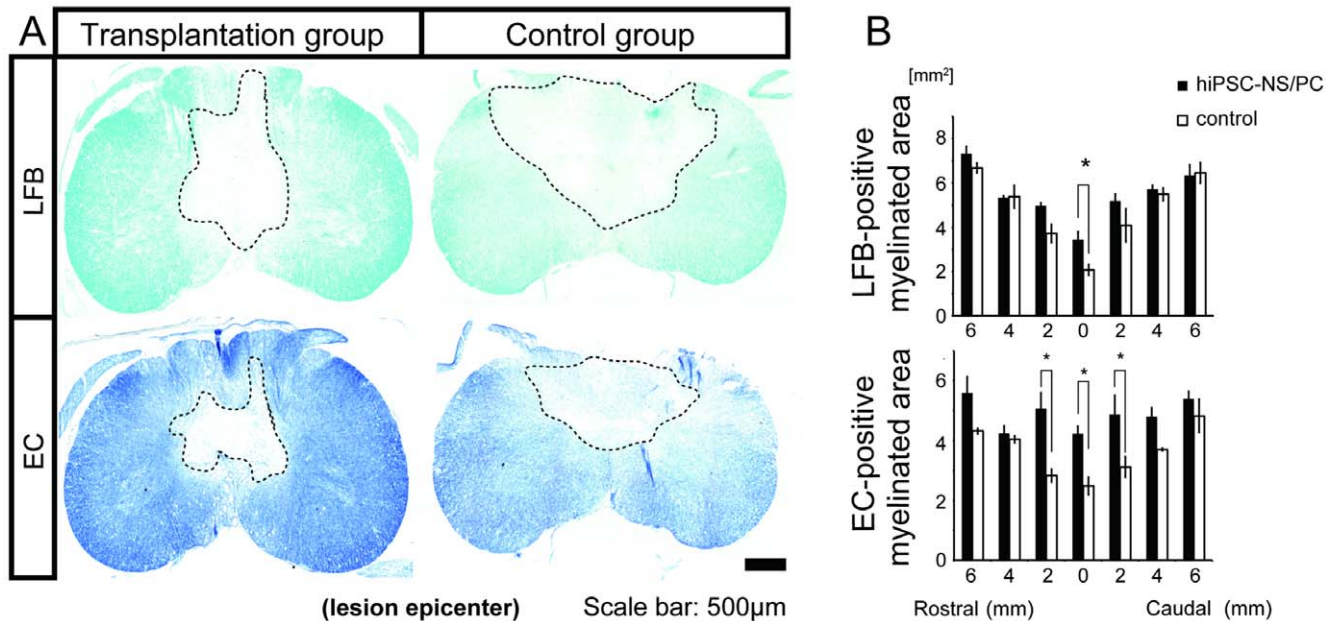 A
Transplantation group
Control group
LFB
EC
(lesion epicenter)
Scale bar: 500μm
B
[mm²]
hiPSC-NS/PC
control
LFB-positive
myelinated area
8
6
4
2
0
*
6 4 2 0 2 4 6
EC-positive
myelinated area
6
4
2
0
* * *
6 4 2 0 2 4 6
Rostral (mm)
Caudal (mm)